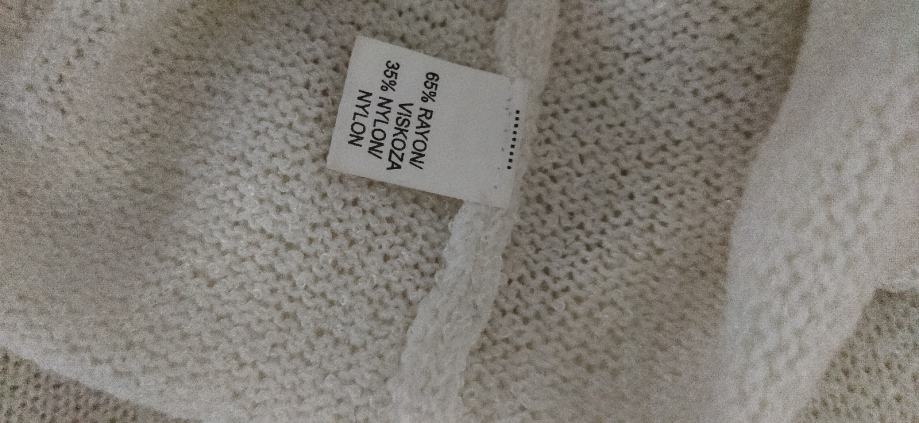 65% RAYON/
VISKOZA
35% NYLON/
NYLON